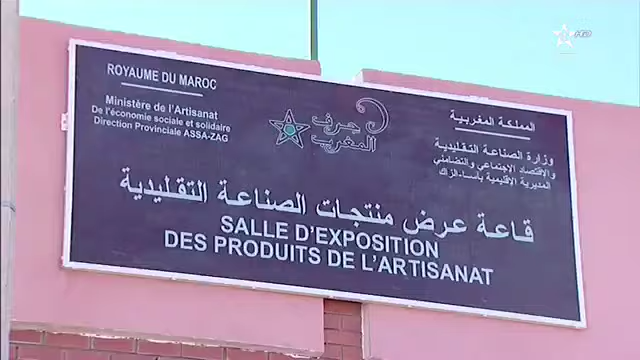 ROYAUME DU MAROC
Ministère de l'Artisanat
De l'économie sociale et solidaire
Direction Provinciale ASSA-ZAG
حرف
المغرب
المملكة المغربية
وزارة الصناعة التقليدية
والاقتصاد الاجتماعي والتضامني
المديرية الإقليمية بآسا-الزاك
قاعة عرض منتجات الصناعة التقليدية
SALLE D'EXPOSITION
DES PRODUITS DE L'ARTISANAT